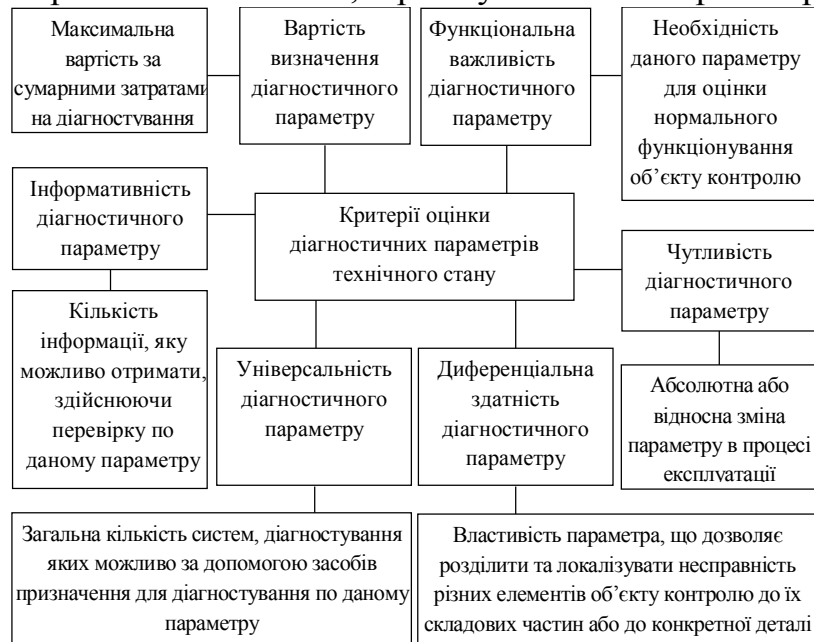 Максимальна
вартість за
сумарними затратами
на діагностування
Вартість
визначення
діагностичного
параметру
Функціональна
важливість
діагностичного
параметру
Необхідність
даного параметру
для оцінки
нормального
функціонування
об’єкту контролю
Інформативність
діагностичного
параметру
Критерії оцінки
діагностичних параметрів
технічного стану
Чутливість
діагностичного
параметру
Кількість
інформації, яку
можливо отримати,
здійснюючи
перевірку по
даному параметру
Універсальність
діагностичного
параметру
Диференціальна
здатність
діагностичного
параметру
Абсолютна або
відносна зміна
параметру в процесі
експлуатації
Загальна кількість систем, діагностування
яких можливо за допомогою засобів
призначення для діагностування по даному
параметру
Властивість параметра, що дозволяє
розділити та локалізувати несправність
різних елементів об’єкту контролю до їх
складових частин або до конкретної деталі